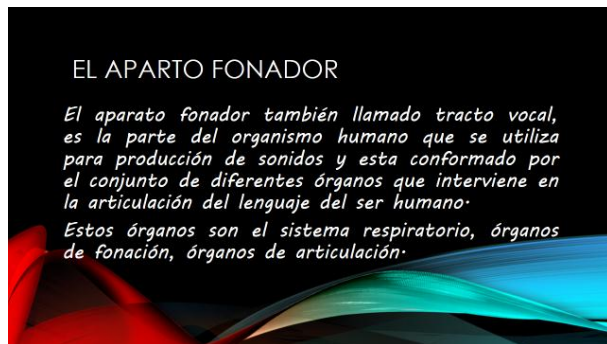 EL APARTO FONADOR
El aparato fonador también llamado tracto vocal,
es la parte del organismo humano que se utiliza
para producción de sonidos y esta conformado por
el conjunto de diferentes órganos que interviene en
la articulación del lenguaje del ser humano.
Estos órganos son el sistema respiratorio, órganos
de fonación, órganos de articulación.